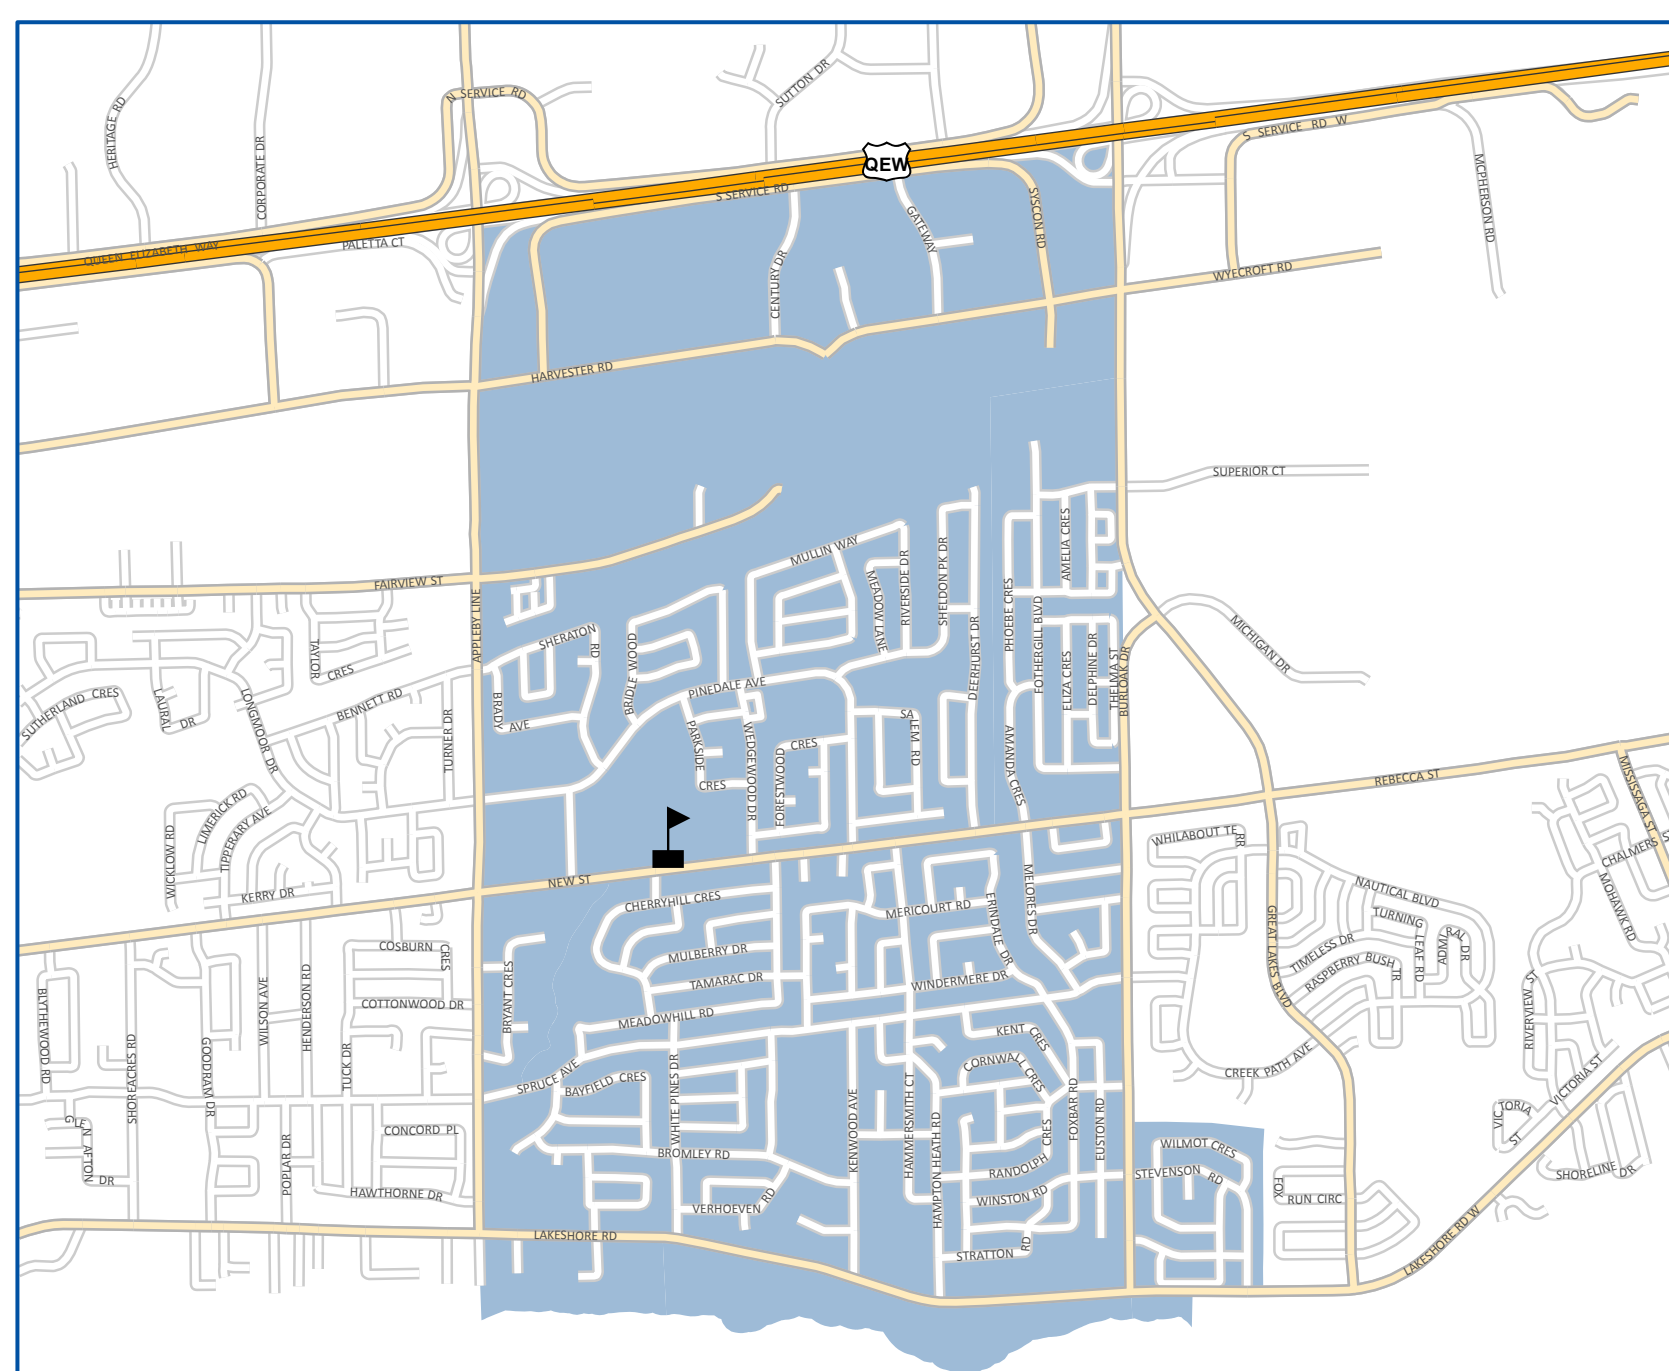 N SERVICE RD
SUTTON DR
HERITAGE RD
CORPORATE DR
QEW
S SERVICE RD W
MCPHERSON RD
S SERVICE RD
GATEWAY
SYSCON RD
QUEEN ELIZABETH WAY
PALETTA CT
CENTURY DR
WYECROFT RD
HARVESTER RD
SUPERIOR CT
FAIRVIEW ST
APPLEBY LINE
MULLIN WAY
MEADOW LANE
RIVERSIDE DR
SHELDON PK DR
DEERHURST DR
PHOEBE CRES
FOTHERGILL BLVD
AMELIA CRES
ELIZA CRES
DELPHINE DR
THELMA ST
BURLOAK DR
MICHIGAN DR
SHERATON
RD
BRIDLE WOOD
PINEDALE AVE
TAYLOR
CRES
BENNETT RD
SUTHERLAND CRES
LAURAL
DR
LONGMOOR DR
TURNER DR
BRADY
AVE
PARKSIDE
CRES
WEDGEWOOD DR
FORESTWOOD
CRES
SA
LEM RD
AMANDA CRES
REBECCA ST
MISSISSAGA ST
LIMERICK RD
TIPPERARY AVE
WICKLOW RD
KERRY DR
NEW ST
WHILABOUT TE
RR
CHALMERS S
MOHAWK RD
NAUTICAL BLVD
TURNING
LEAF RD
ADMI
RAL
DR
TIMELESS DR
RASPBERRY BUSH TR
GREAT LAKES BLVD
CHERRYHILL CRES
MULBERRY DR
TAMARAC DR
MEADOWHILL RD
MERICOURT RD
ERINDALE DR
MELORES DR
WINDERMERE DR
COSBURN
CRES
COTTONWOOD DR
BRYANT CRES
BLYTHEWOOD RD
SHOREACRES RD
GOODRAM DR
WILSON AVE
HENDERSON RD
TUCK DR
SPRUCE AVE
BAYFIELD CRES
WHITE PINES DR
KENT CRES
CORNWALL CRES
CREEK PATH AVE
RIVERVIEW ST
VICTORIA ST
VIC
TORIA
ST
GLE
N AFTON
DR
POPLAR DR
CONCORD PL
HAWTHORNE DR
BROMLEY RD
VERHOEVEN RD
KENWOOD AVE
HAMMERSMITH CT
HAMPTON HEATH RD
RANDOLPH
CRES
WINSTON RD
FOXBAR RD
EUSTON RD
STRATTON
RD
WILMOT CRES
STEVENSON
RD
FOX
RUN CIRC
SHORELINE DR
LAKESHORE RD
LAKESHORE RD W